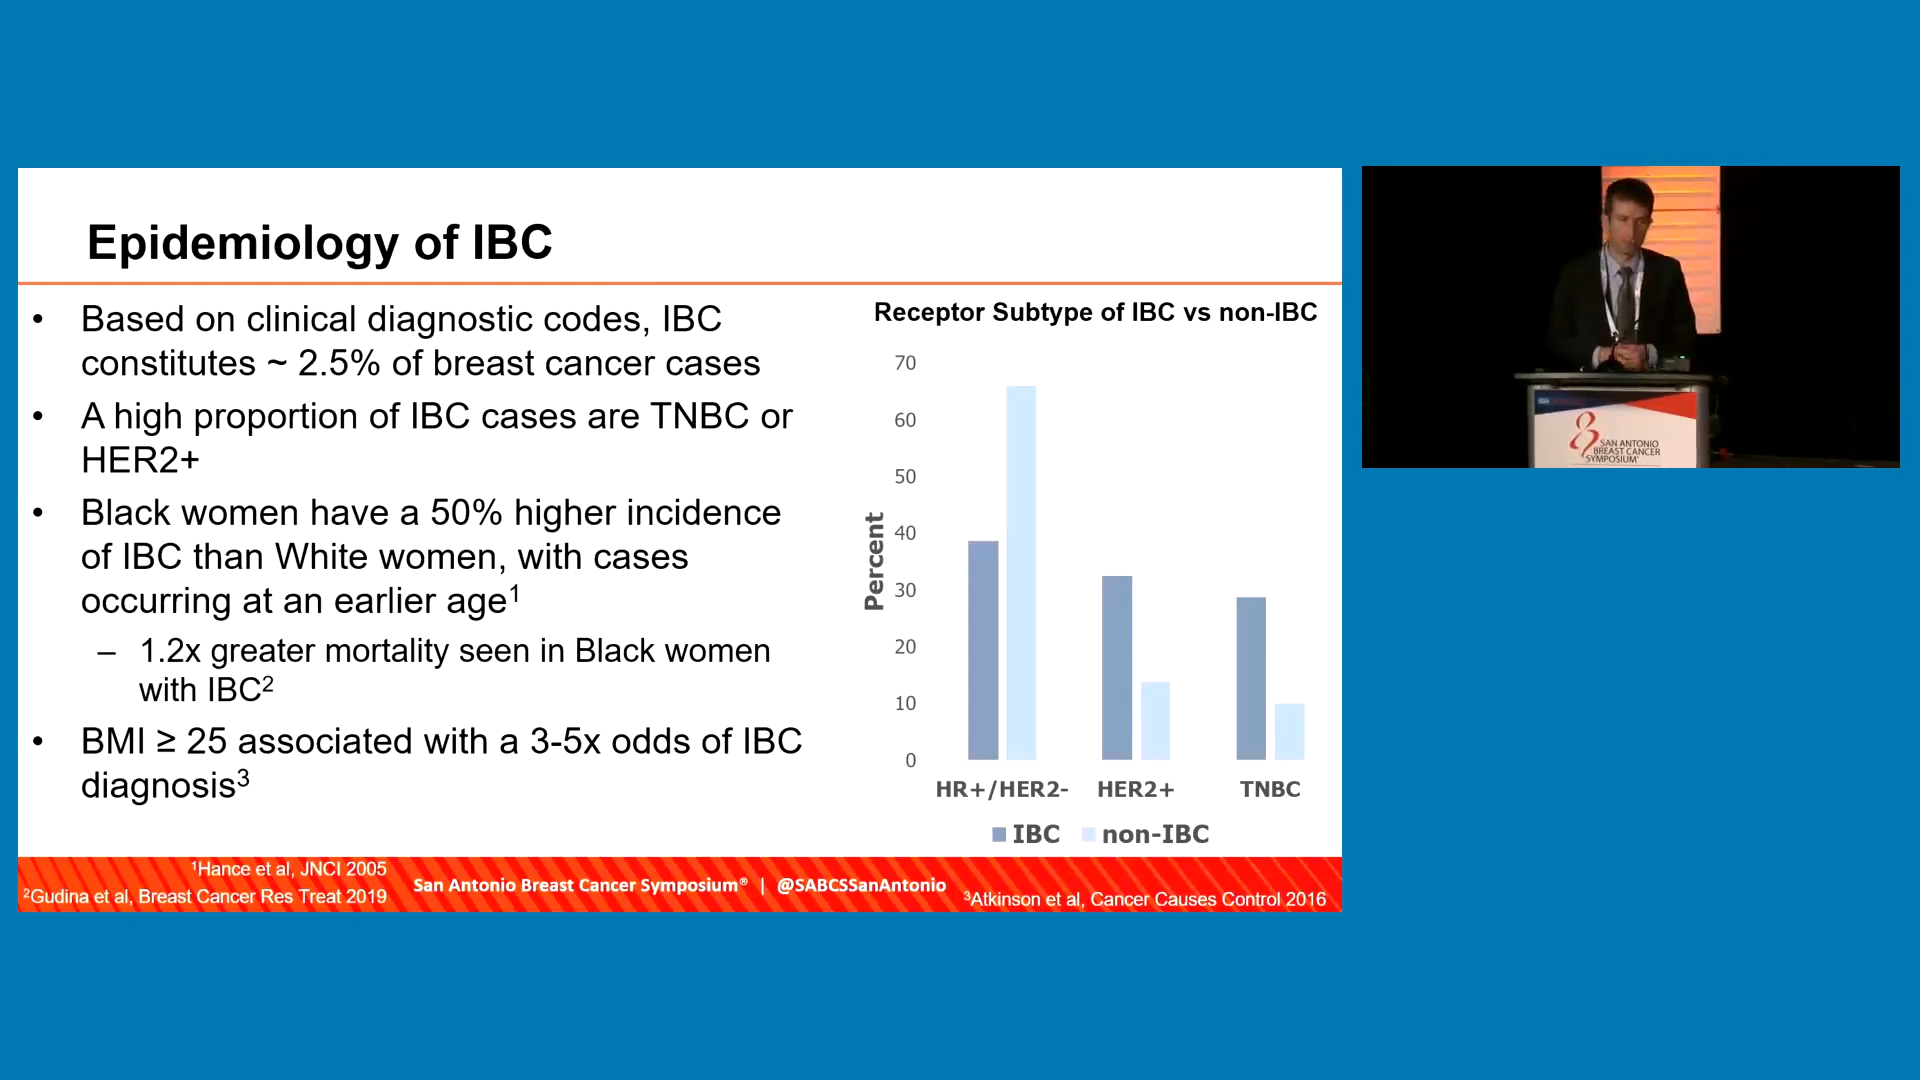 Epidemiology of IBC
• Based on clinical diagnostic codes, IBC
constitutes ~ 2.5% of breast cancer cases
• A high proportion of IBC cases are TNBC or
HER2+
• Black women have a 50% higher incidence
of IBC than White women, with cases
occurring at an earlier age¹
– 1.2x greater mortality seen in Black women
with IBC²
• BMI ≥ 25 associated with a 3-5x odds of IBC
diagnosis³
Receptor Subtype of IBC vs non-IBC
70
60
50
40
30
20
10
0
Percent
HR+/HER2- HER2+ TNBC
IBC non-IBC
¹Hance et al, JNCI 2005
²Gudina et al, Breast Cancer Res Treat 2019
San Antonio Breast Cancer Symposium® | @SABCSSanAntonio
³Atkinson et al, Cancer Causes Control 2016
SAN ANTONIO
BREAST CANCER
SYMPOSIUM®